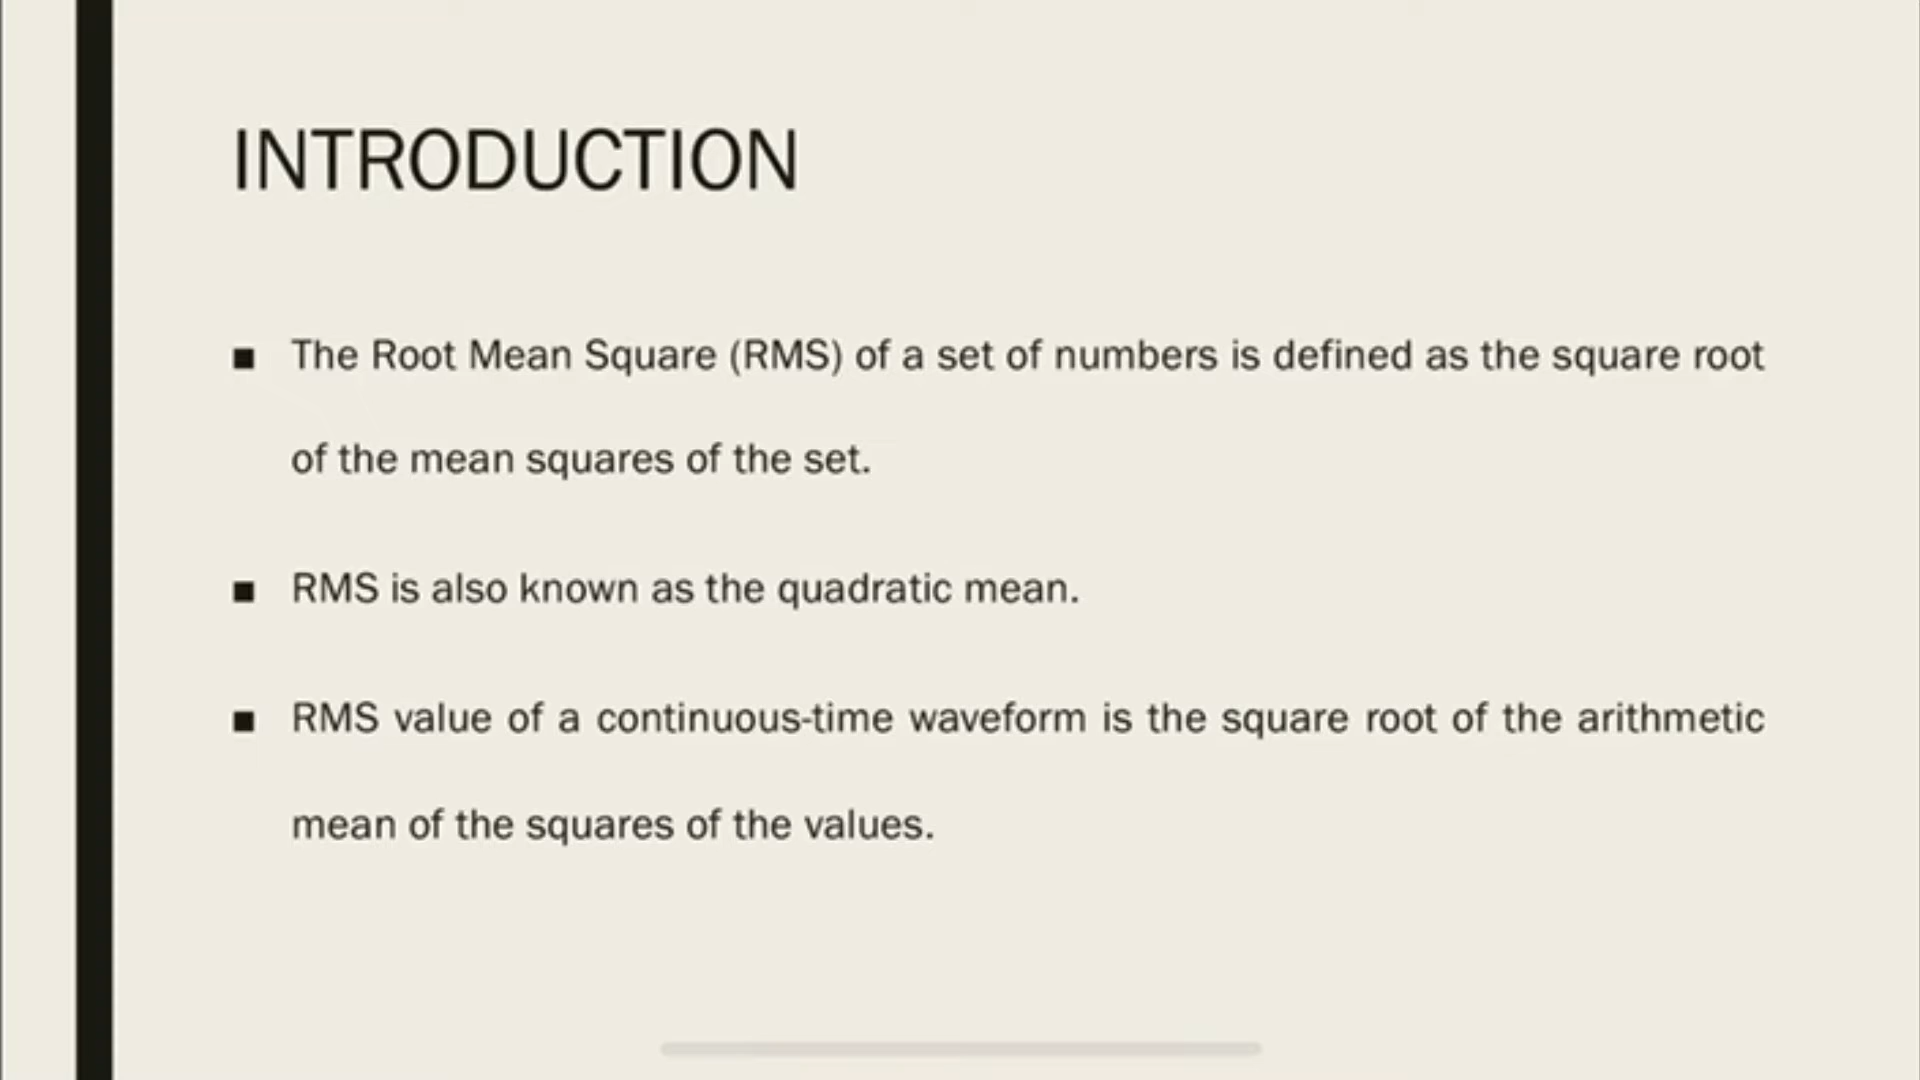 INTRODUCTION
■ The Root Mean Square (RMS) of a set of numbers is defined as the square root
of the mean squares of the set.
■ RMS is also known as the quadratic mean.
■ RMS value of a continuous-time waveform is the square root of the arithmetic
mean of the squares of the values.